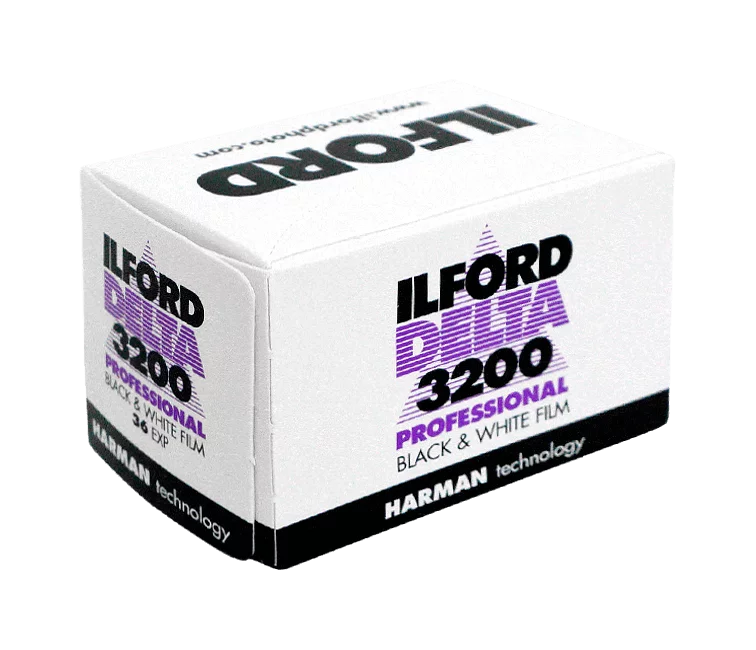 ILFORD
www.ilfordphoto.com
ILFORD
DELTA
3200
PROFESSIONAL
BLACK & WHITE FILM
36 EXP
HARMAN technology
ILFORD
DELTA
3200
PROFESSIONAL
BLACK & WHITE FILM
HARMAN technology